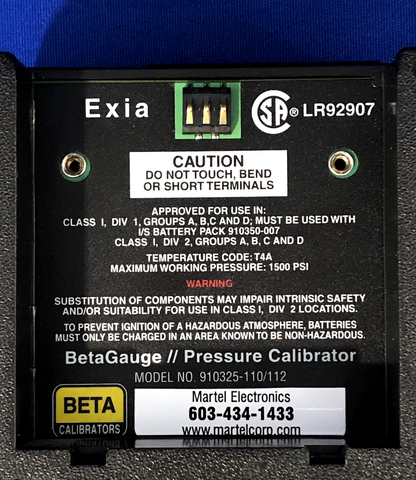 Exia
SA ® LR92907
CAUTION
DO NOT TOUCH, BEND
OR SHORT TERMINALS
APPROVED FOR USE IN:
CLASS I, DIV 1, GROUPS A, B,C AND D; MUST BE USED WITH
I/S BATTERY PACK 910350-007
CLASS I, DIV 2, GROUPS A, B, C AND D
TEMPERATURE CODE: T4A
MAXIMUM WORKING PRESSURE: 1500 PSI
WARNING
SUBSTITUTION OF COMPONENTS MAY IMPAIR INTRINSIC SAFETY
AND/OR SUITABILITY FOR USE IN CLASS I, DIV 2 LOCATIONS.
TO PREVENT IGNITION OF A HAZARDOUS ATMOSPHERE, BATTERIES
MUST ONLY BE CHARGED IN AN AREA KNOWN TO BE NON-HAZARDOUS.
BetaGauge // Pressure Calibrator
MODEL NO. 910325-110/112
BETA
CALIBRATORS
Martel Electronics
603-434-1433
www.martelcorp.com